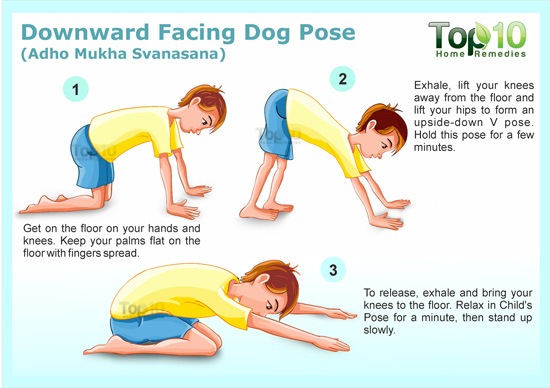 Downward Facing Dog Pose
(Adho Mukha Svanasana)
Top10
Home Remedies
1
Top10
Get on the floor on your hands and
knees. Keep your palms flat on the
floor with fingers spread.
2
Top10
Exhale, lift your knees
away from the floor and
lift your hips to form an
upside-down V pose.
Hold this pose for a few
minutes.
3
Top10
To release, exhale and bring your
knees to the floor. Relax in Child's
Pose for a minute, then stand up
slowly.